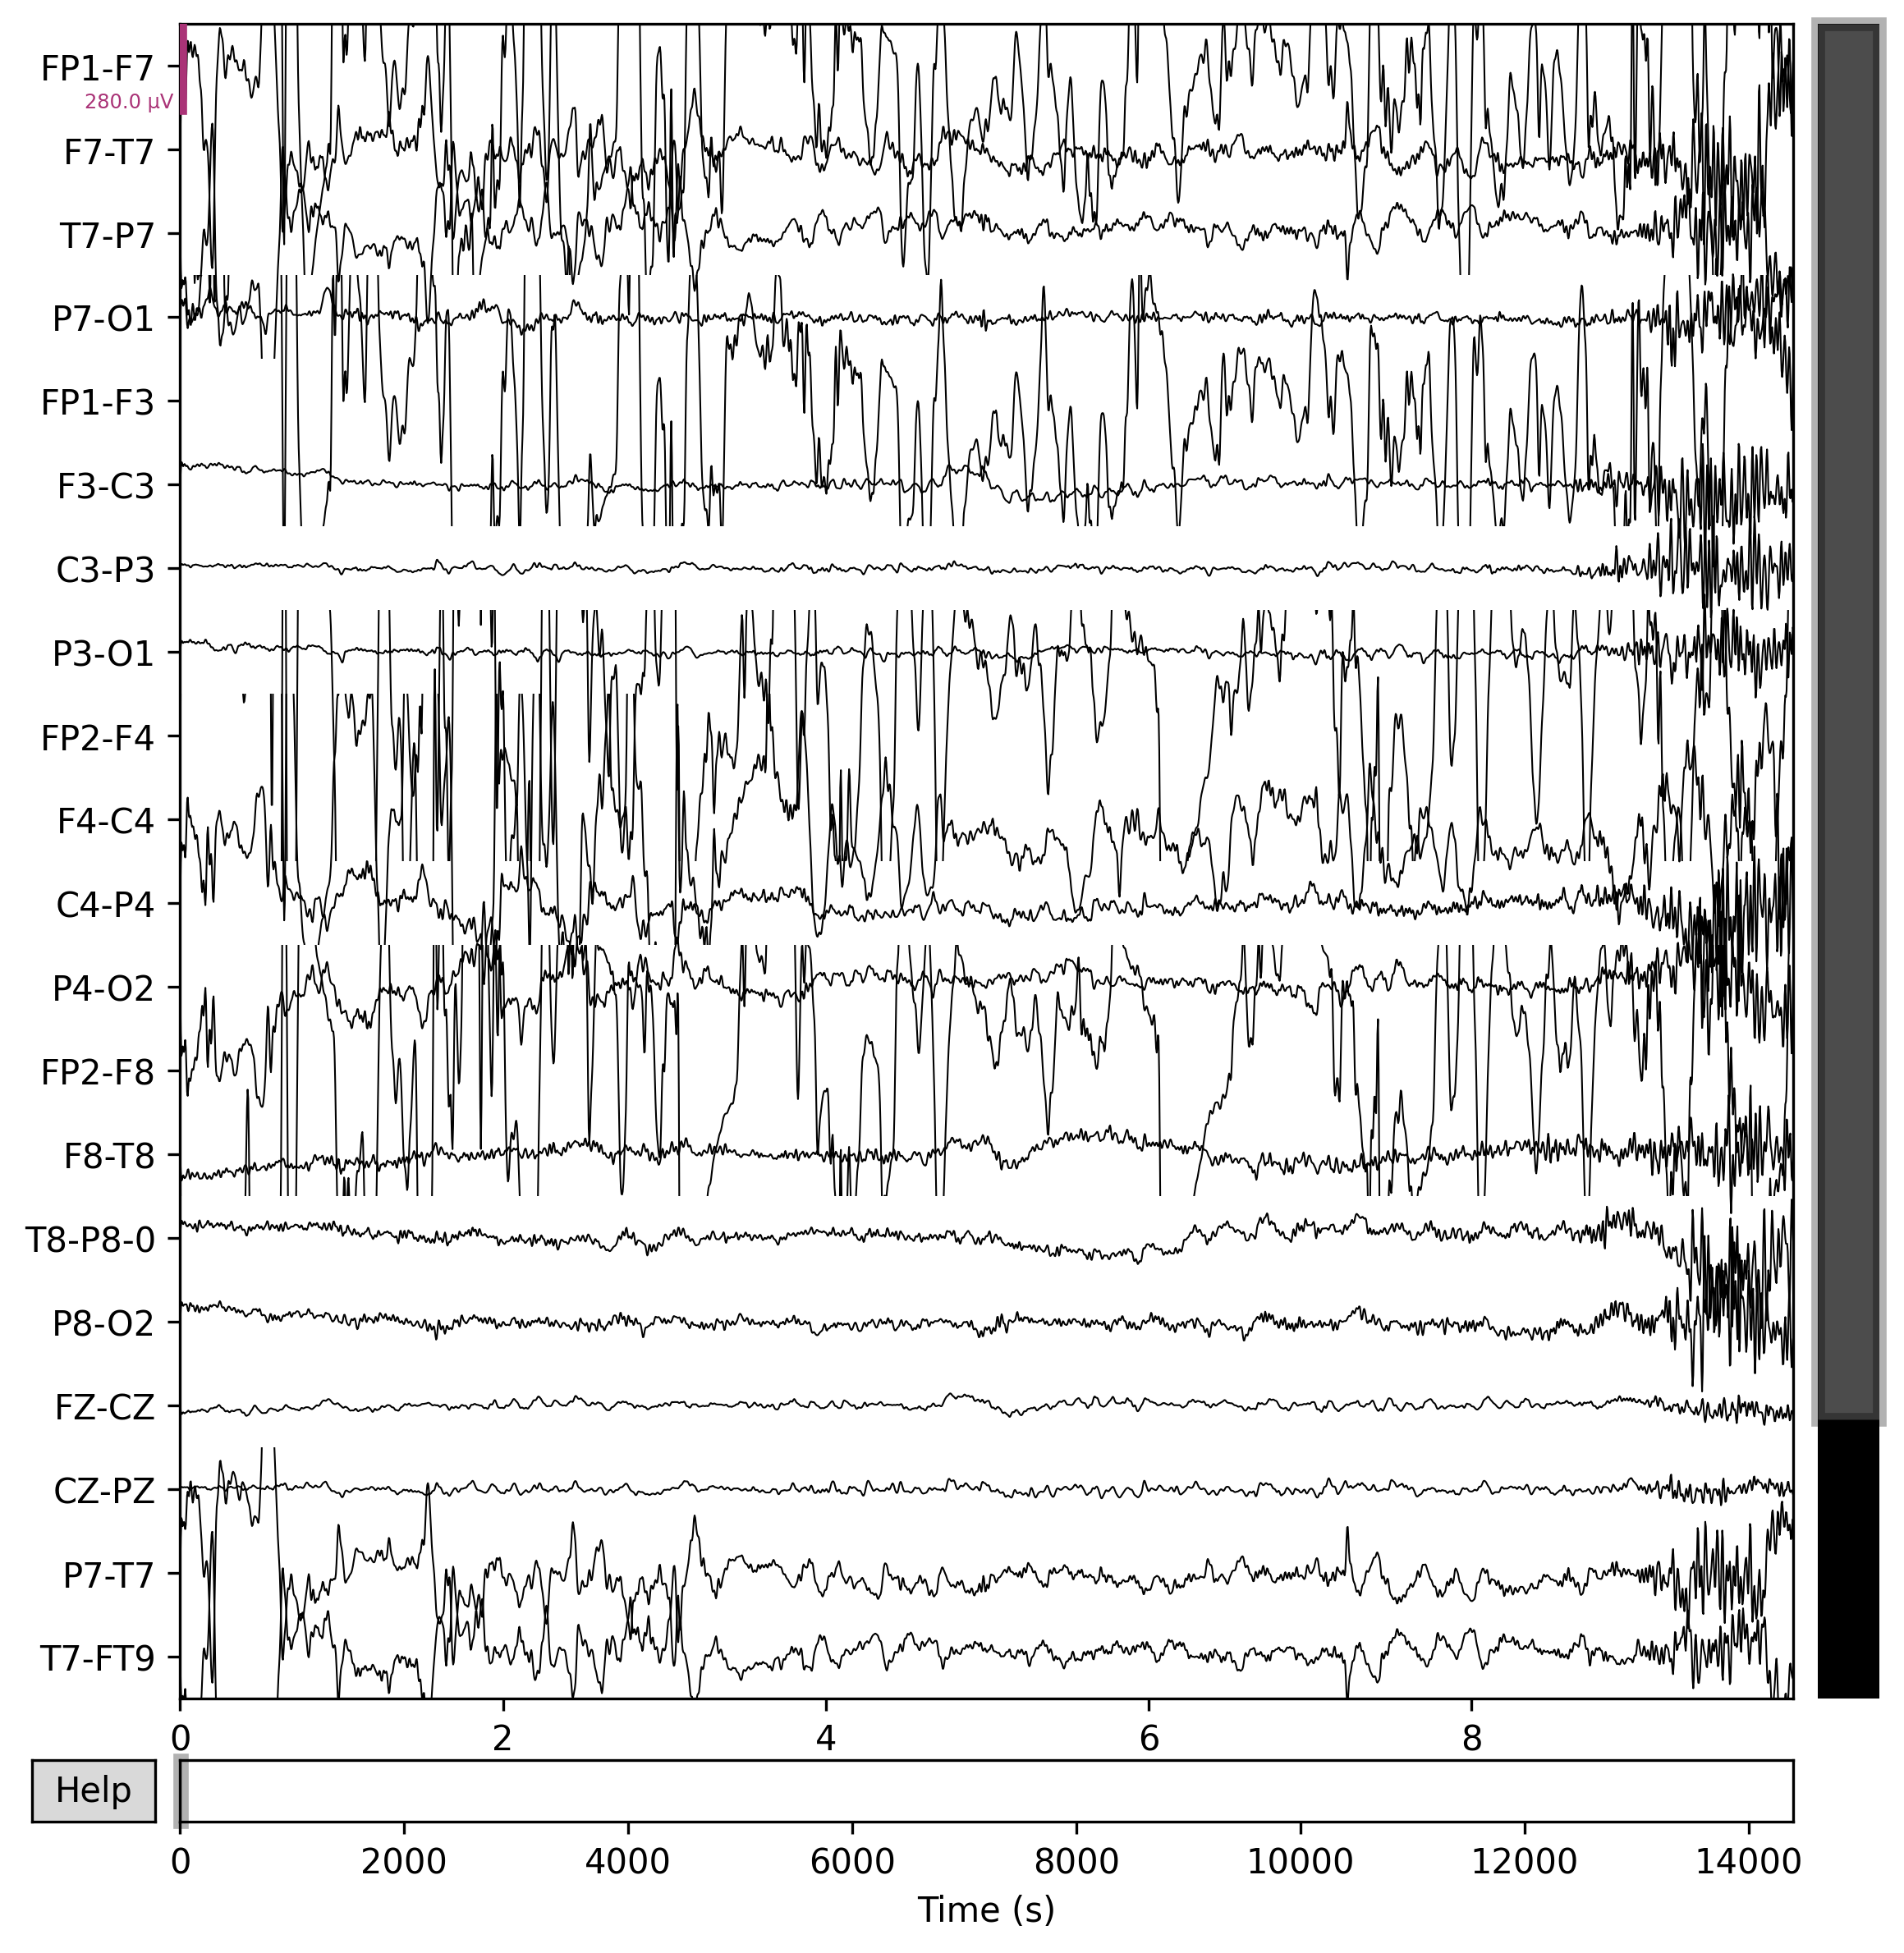 FP1-F7
280.0 µV
F7-T7
T7-P7
P7-O1
FP1-F3
F3-C3
C3-P3
P3-O1
FP2-F4
F4-C4
C4-P4
P4-O2
FP2-F8
F8-T8
T8-P8-0
P8-O2
FZ-CZ
CZ-PZ
P7-T7
T7-FT9
0 2 4 6 8
Help
0 2000 4000 6000 8000 10000 12000 14000
Time (s)